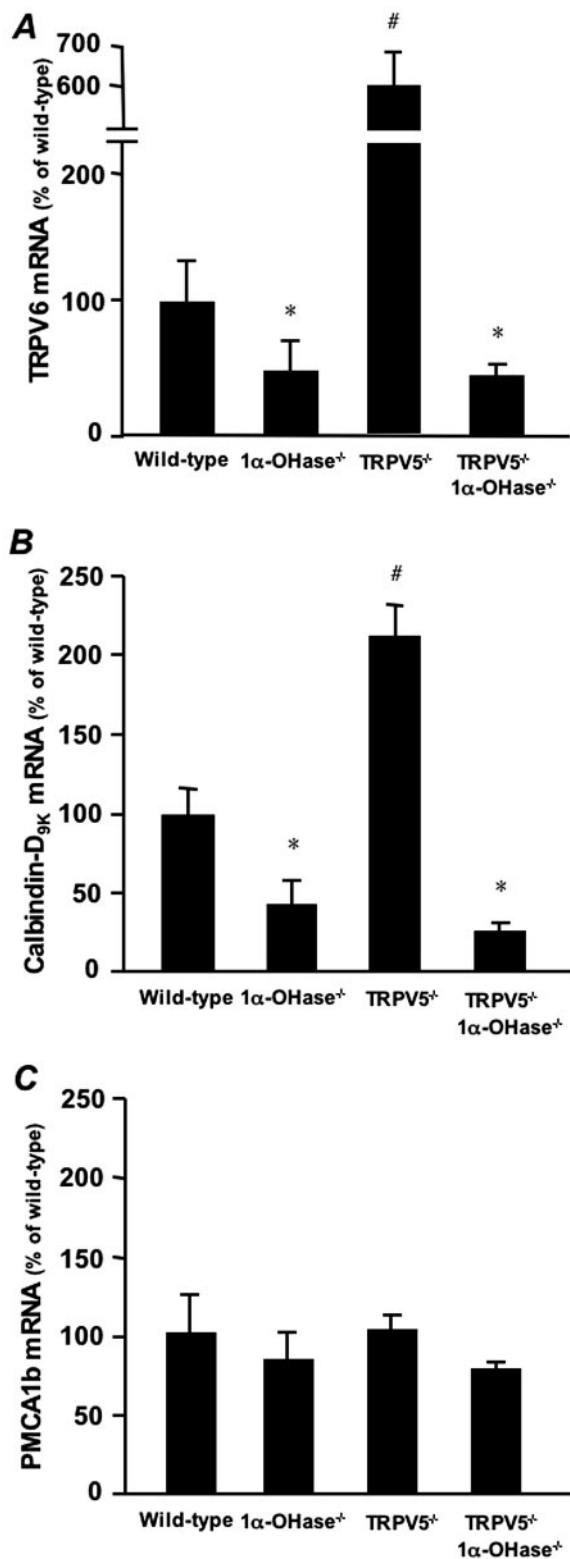 A
TRPV6 mRNA (% of wild-type)
700
600
200
100
0
#
*
*
Wild-type 1α-OHase⁻/⁻ TRPV5⁻/⁻ TRPV5⁻/⁻
1α-OHase⁻/⁻
B
Calbindin-D9K mRNA (% of wild-type)
250
200
150
100
50
0
#
*
*
Wild-type 1α-OHase⁻/⁻ TRPV5⁻/⁻ TRPV5⁻/⁻
1α-OHase⁻/⁻
C
PMCA1b mRNA (% of wild-type)
250
200
150
100
50
0
Wild-type 1α-OHase⁻/⁻ TRPV5⁻/⁻ TRPV5⁻/⁻
1α-OHase⁻/⁻